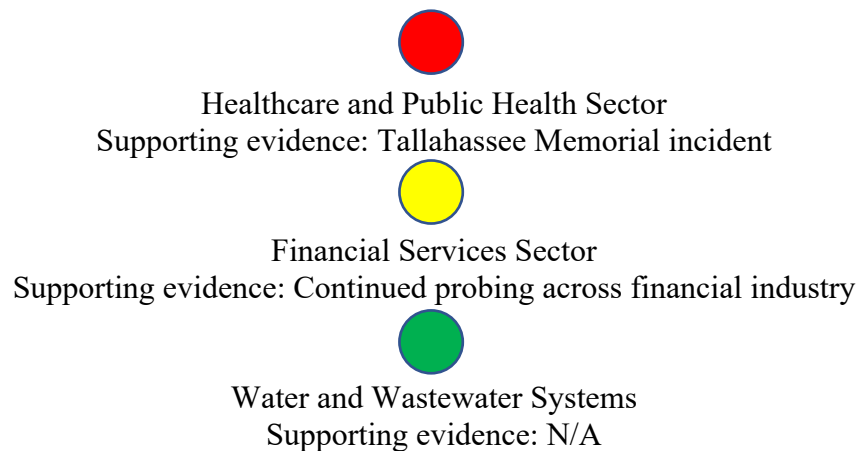 Healthcare and Public Health Sector
Supporting evidence: Tallahassee Memorial incident
Financial Services Sector
Supporting evidence: Continued probing across financial industry
Water and Wastewater Systems
Supporting evidence: N/A